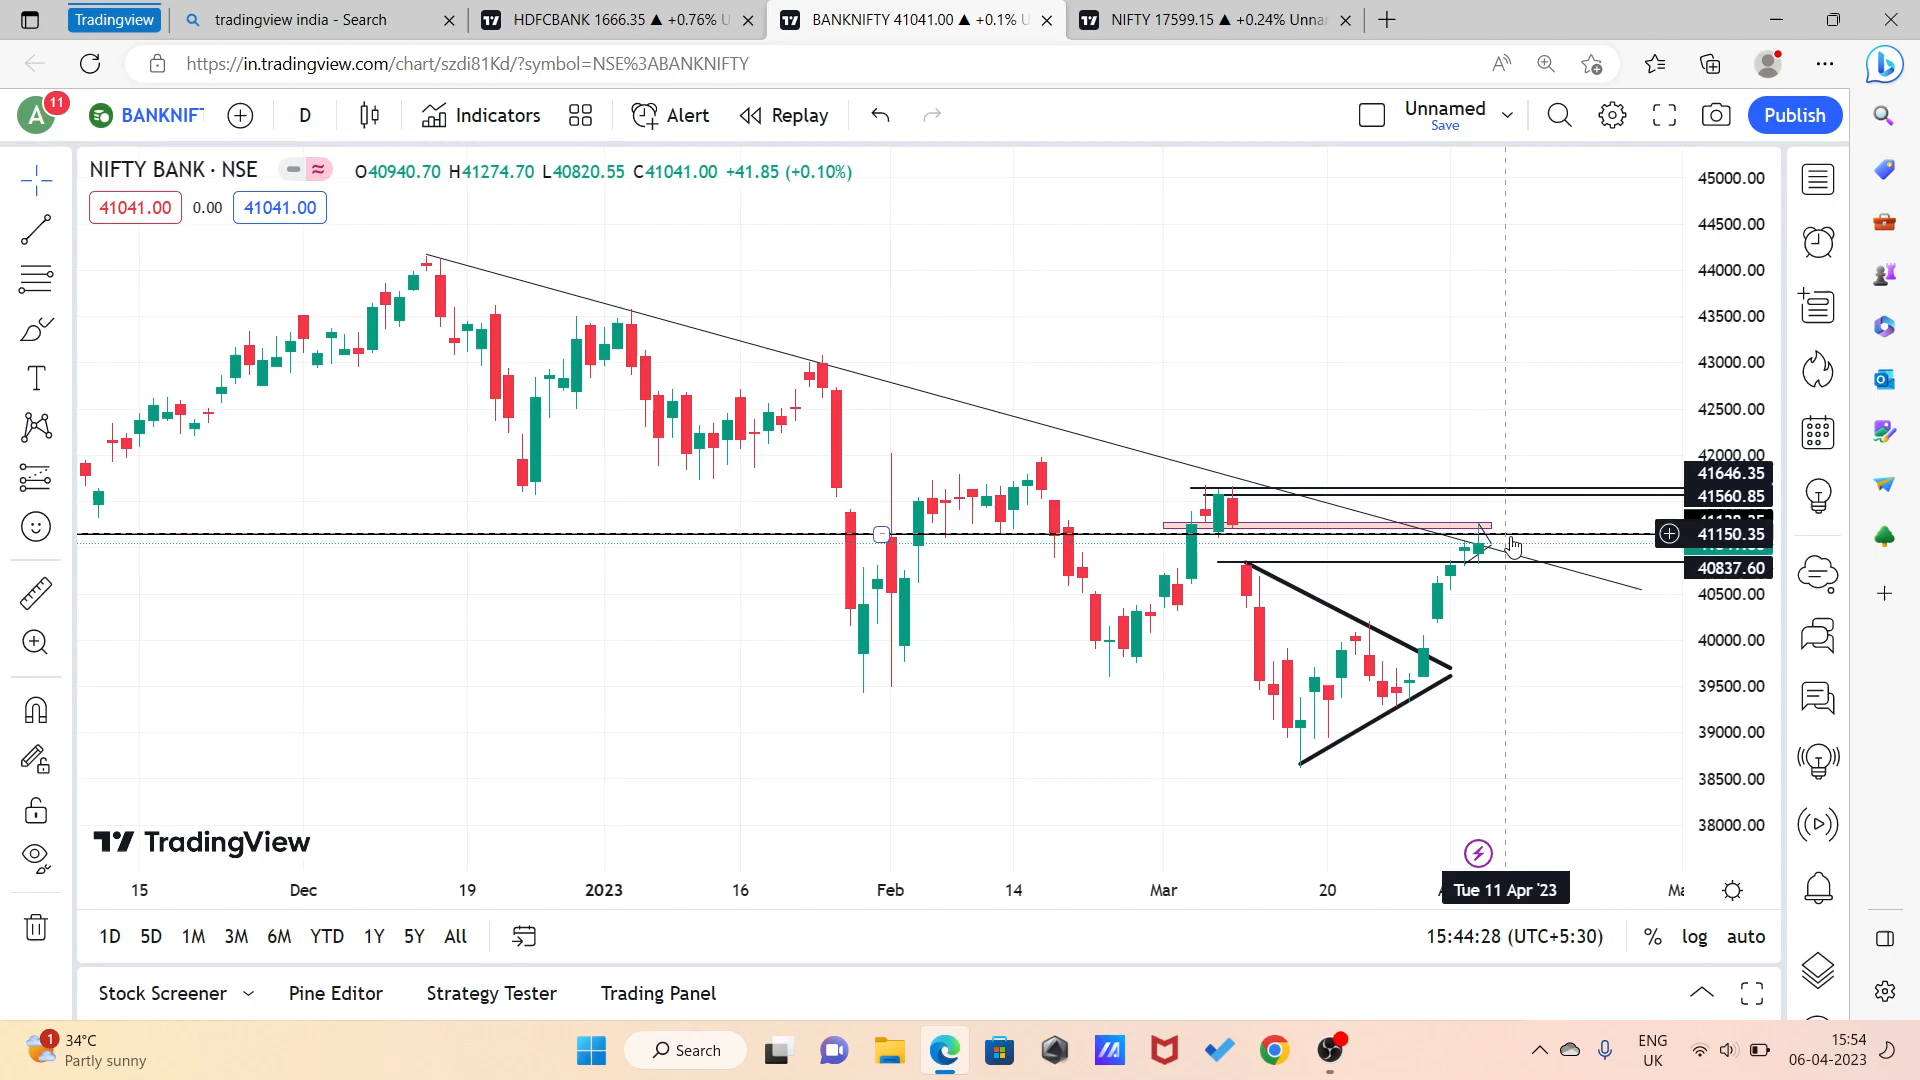 Tradingview
tradingview india - Search
HDFCBANK 1666.35 ▲ +0.76% U
BANKNIFTY 41041.00 ▲ +0.1% U
NIFTY 17599.15 ▲ +0.24% Unna
https://in.tradingview.com/chart/szdi81Kd/?symbol=NSE%3ABANKNIFTY
A
11
BANKNIFT
D
Indicators
Alert
Replay
Unnamed
Save
Publish
NIFTY BANK · NSE
O40940.70 H41274.70 L40820.55 C41041.00 +41.85 (+0.10%)
41041.00
0.00
41041.00
45000.00
44500.00
44000.00
43500.00
43000.00
42500.00
42000.00
41646.35
41560.85
41150.35
40837.60
40500.00
40000.00
39500.00
39000.00
38500.00
38000.00
TradingView
15
Dec
19
2023
16
Feb
14
Mar
20
Tue 11 Apr '23
1D
5D
1M
3M
6M
YTD
1Y
5Y
All
15:44:28 (UTC+5:30)
%
log
auto
Stock Screener
Pine Editor
Strategy Tester
Trading Panel
1
34°C
Partly sunny
Search
ENG
UK
15:54
06-04-2023